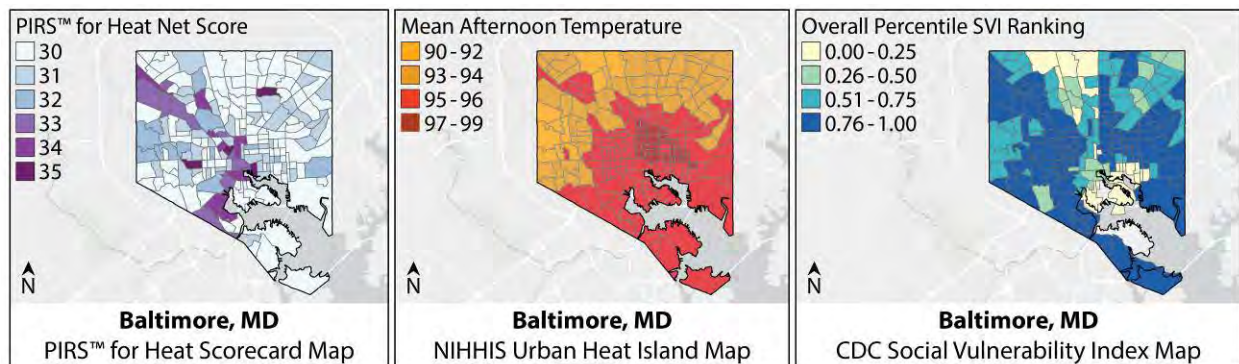 PIRS™ for Heat Net Score
30
31
32
33
34
35
N
Baltimore, MD
PIRS™ for Heat Scorecard Map
Mean Afternoon Temperature
90 - 92
93 - 94
95 - 96
97 - 99
N
Baltimore, MD
NIHHIS Urban Heat Island Map
Overall Percentile SVI Ranking
0.00 - 0.25
0.26 - 0.50
0.51 - 0.75
0.76 - 1.00
N
Baltimore, MD
CDC Social Vulnerability Index Map